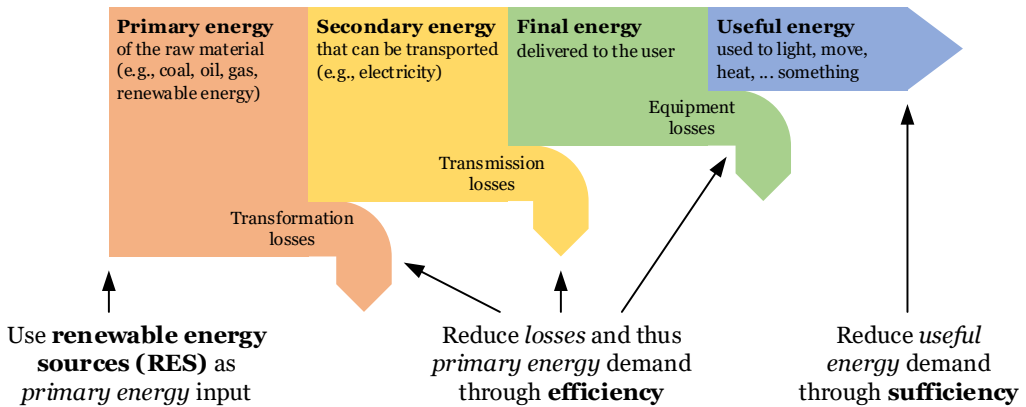 Primary energy
of the raw material
(e.g., coal, oil, gas,
renewable energy)
Secondary energy
that can be transported
(e.g., electricity)
Final energy
delivered to the user
Useful energy
used to light, move,
heat, ... something
Equipment
losses
Transmission
losses
Transformation
losses
Use renewable energy
sources (RES) as
primary energy input
Reduce losses and thus
primary energy demand
through efficiency
Reduce useful
energy demand
through sufficiency